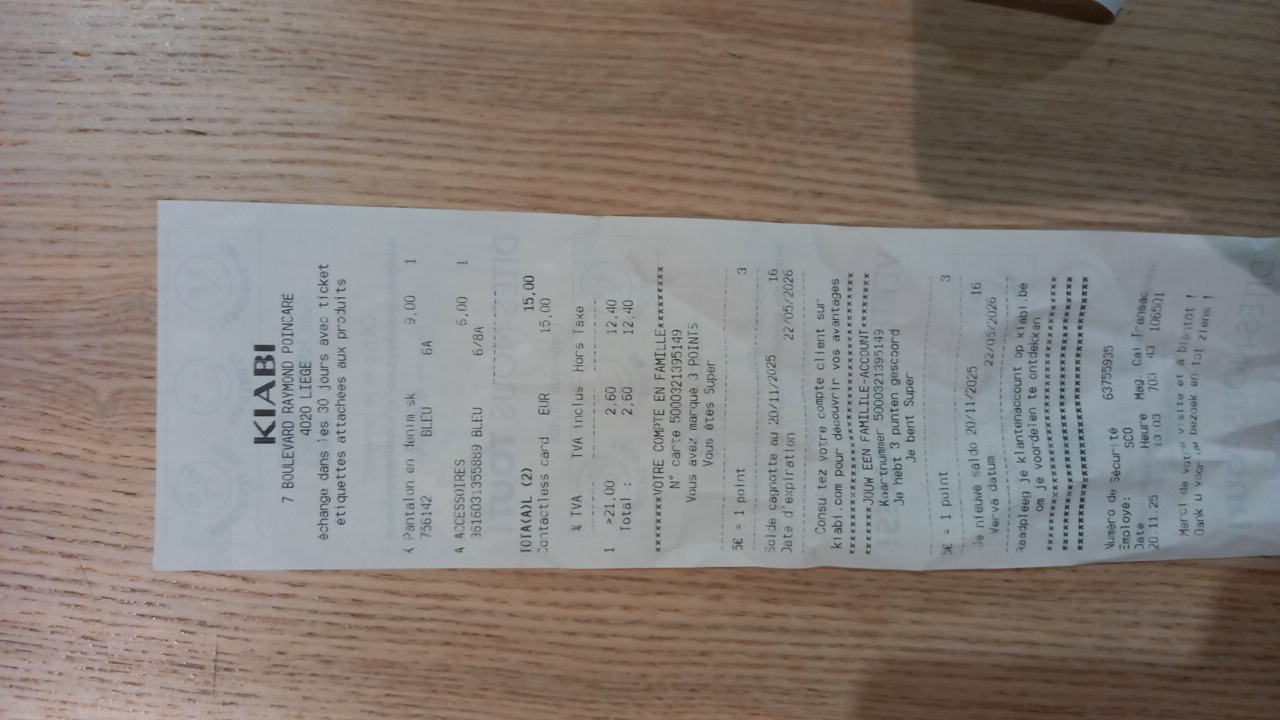 KIABI
7 BOULEVARD RAYMOND POINCARE
4020 LIEGE
échange dans les 30 jours avec ticket
étiquettes attachées aux produits
A Pantalon en denim sk 9,00 1
756142 BLEU 6A
A ACCESSOIRES 6,00 1
3616031355889 BLEU 6/8A
TOTA(A)L (2) 15,00
Contactless card EUR 15,00
% TVA TVA inclus Hors Taxe
1 >21,00 2,60 12,40
Total : 2,60 12,40
********VOTRE COMPTE EN FAMILLE********
N° carte 5000321395149
Vous avez marqué 3 POINTS
Vous êtes Super
5€ = 1 point 3
Solde cagnotte au 20/11/2025 16
Date d'expiration 22/05/2026
Consultez votre compte client sur
kiabi.com pour découvrir vos avantages
*******JOUW EEN FAMILIE-ACCOUNT*******
Kaartnummer 5000321395149
Je hebt 3 punten gescoord
Je bent Super
5€ = 1 point 3
Je nieuwe saldo 20/11/2025 16
Verva datum 22/05/2026
Raadpleeg je klantenaccount op kiabi.be
om je voordelen te ontdekken
Numéro de Sécurité 63755935
Employé: SCO
Date Heure Mag Cai Transac
20.11.25 13:03 703 43 106501
Merci de votre visite et à bientôt !
Dank u voor uw bezoek en tot ziens !